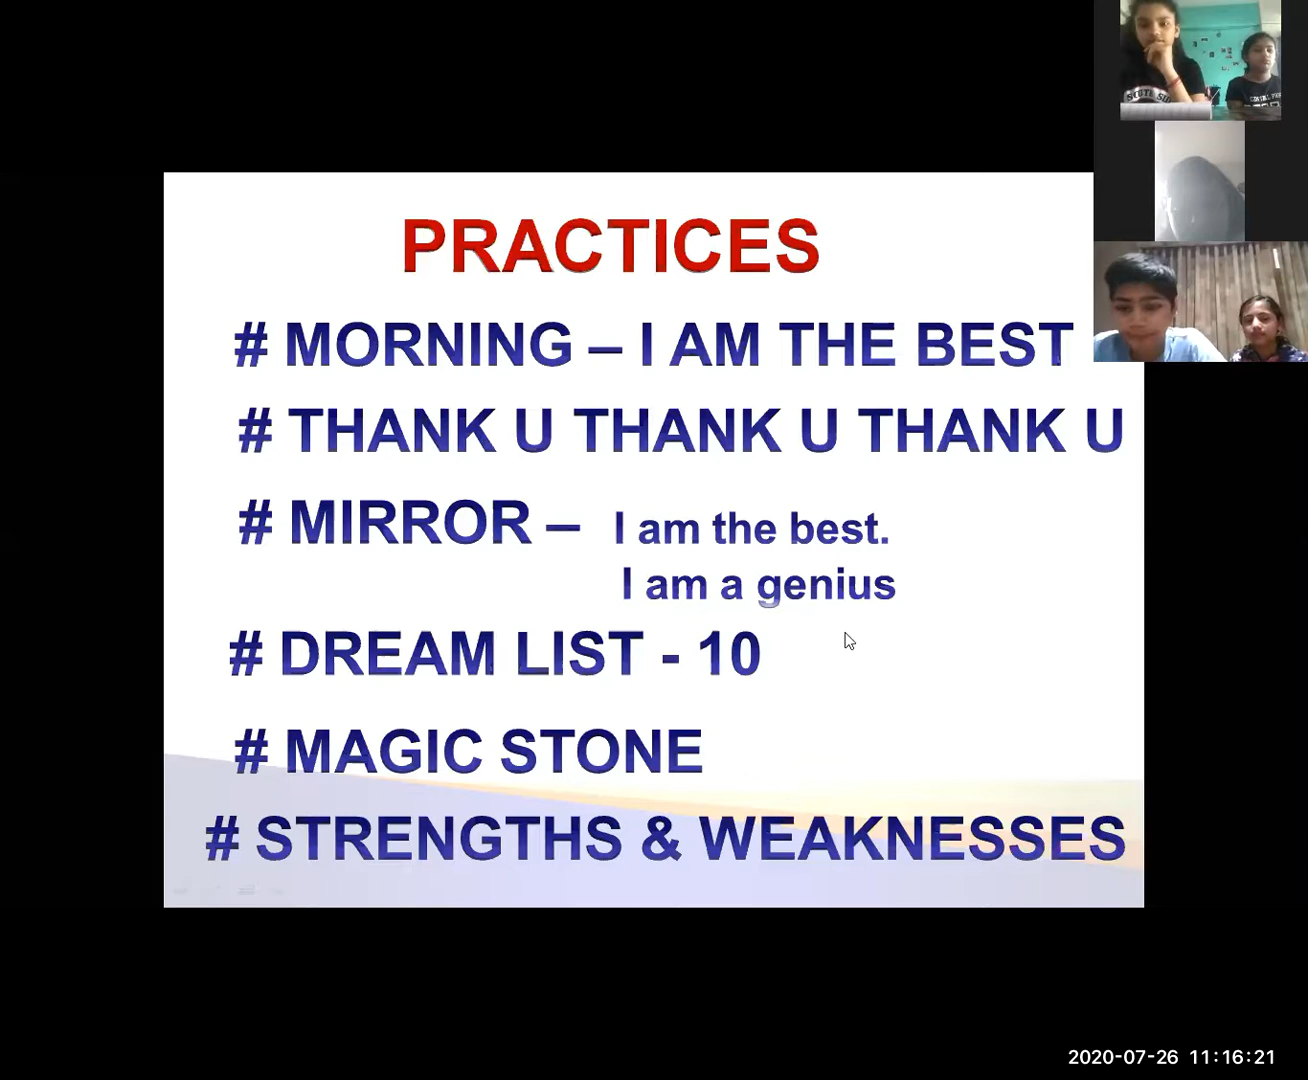 PRACTICES
# MORNING – I AM THE BEST
# THANK U THANK U THANK U
# MIRROR – I am the best.
I am a genius
# DREAM LIST - 10
# MAGIC STONE
# STRENGTHS & WEAKNESSES
2020-07-26 11:16:21